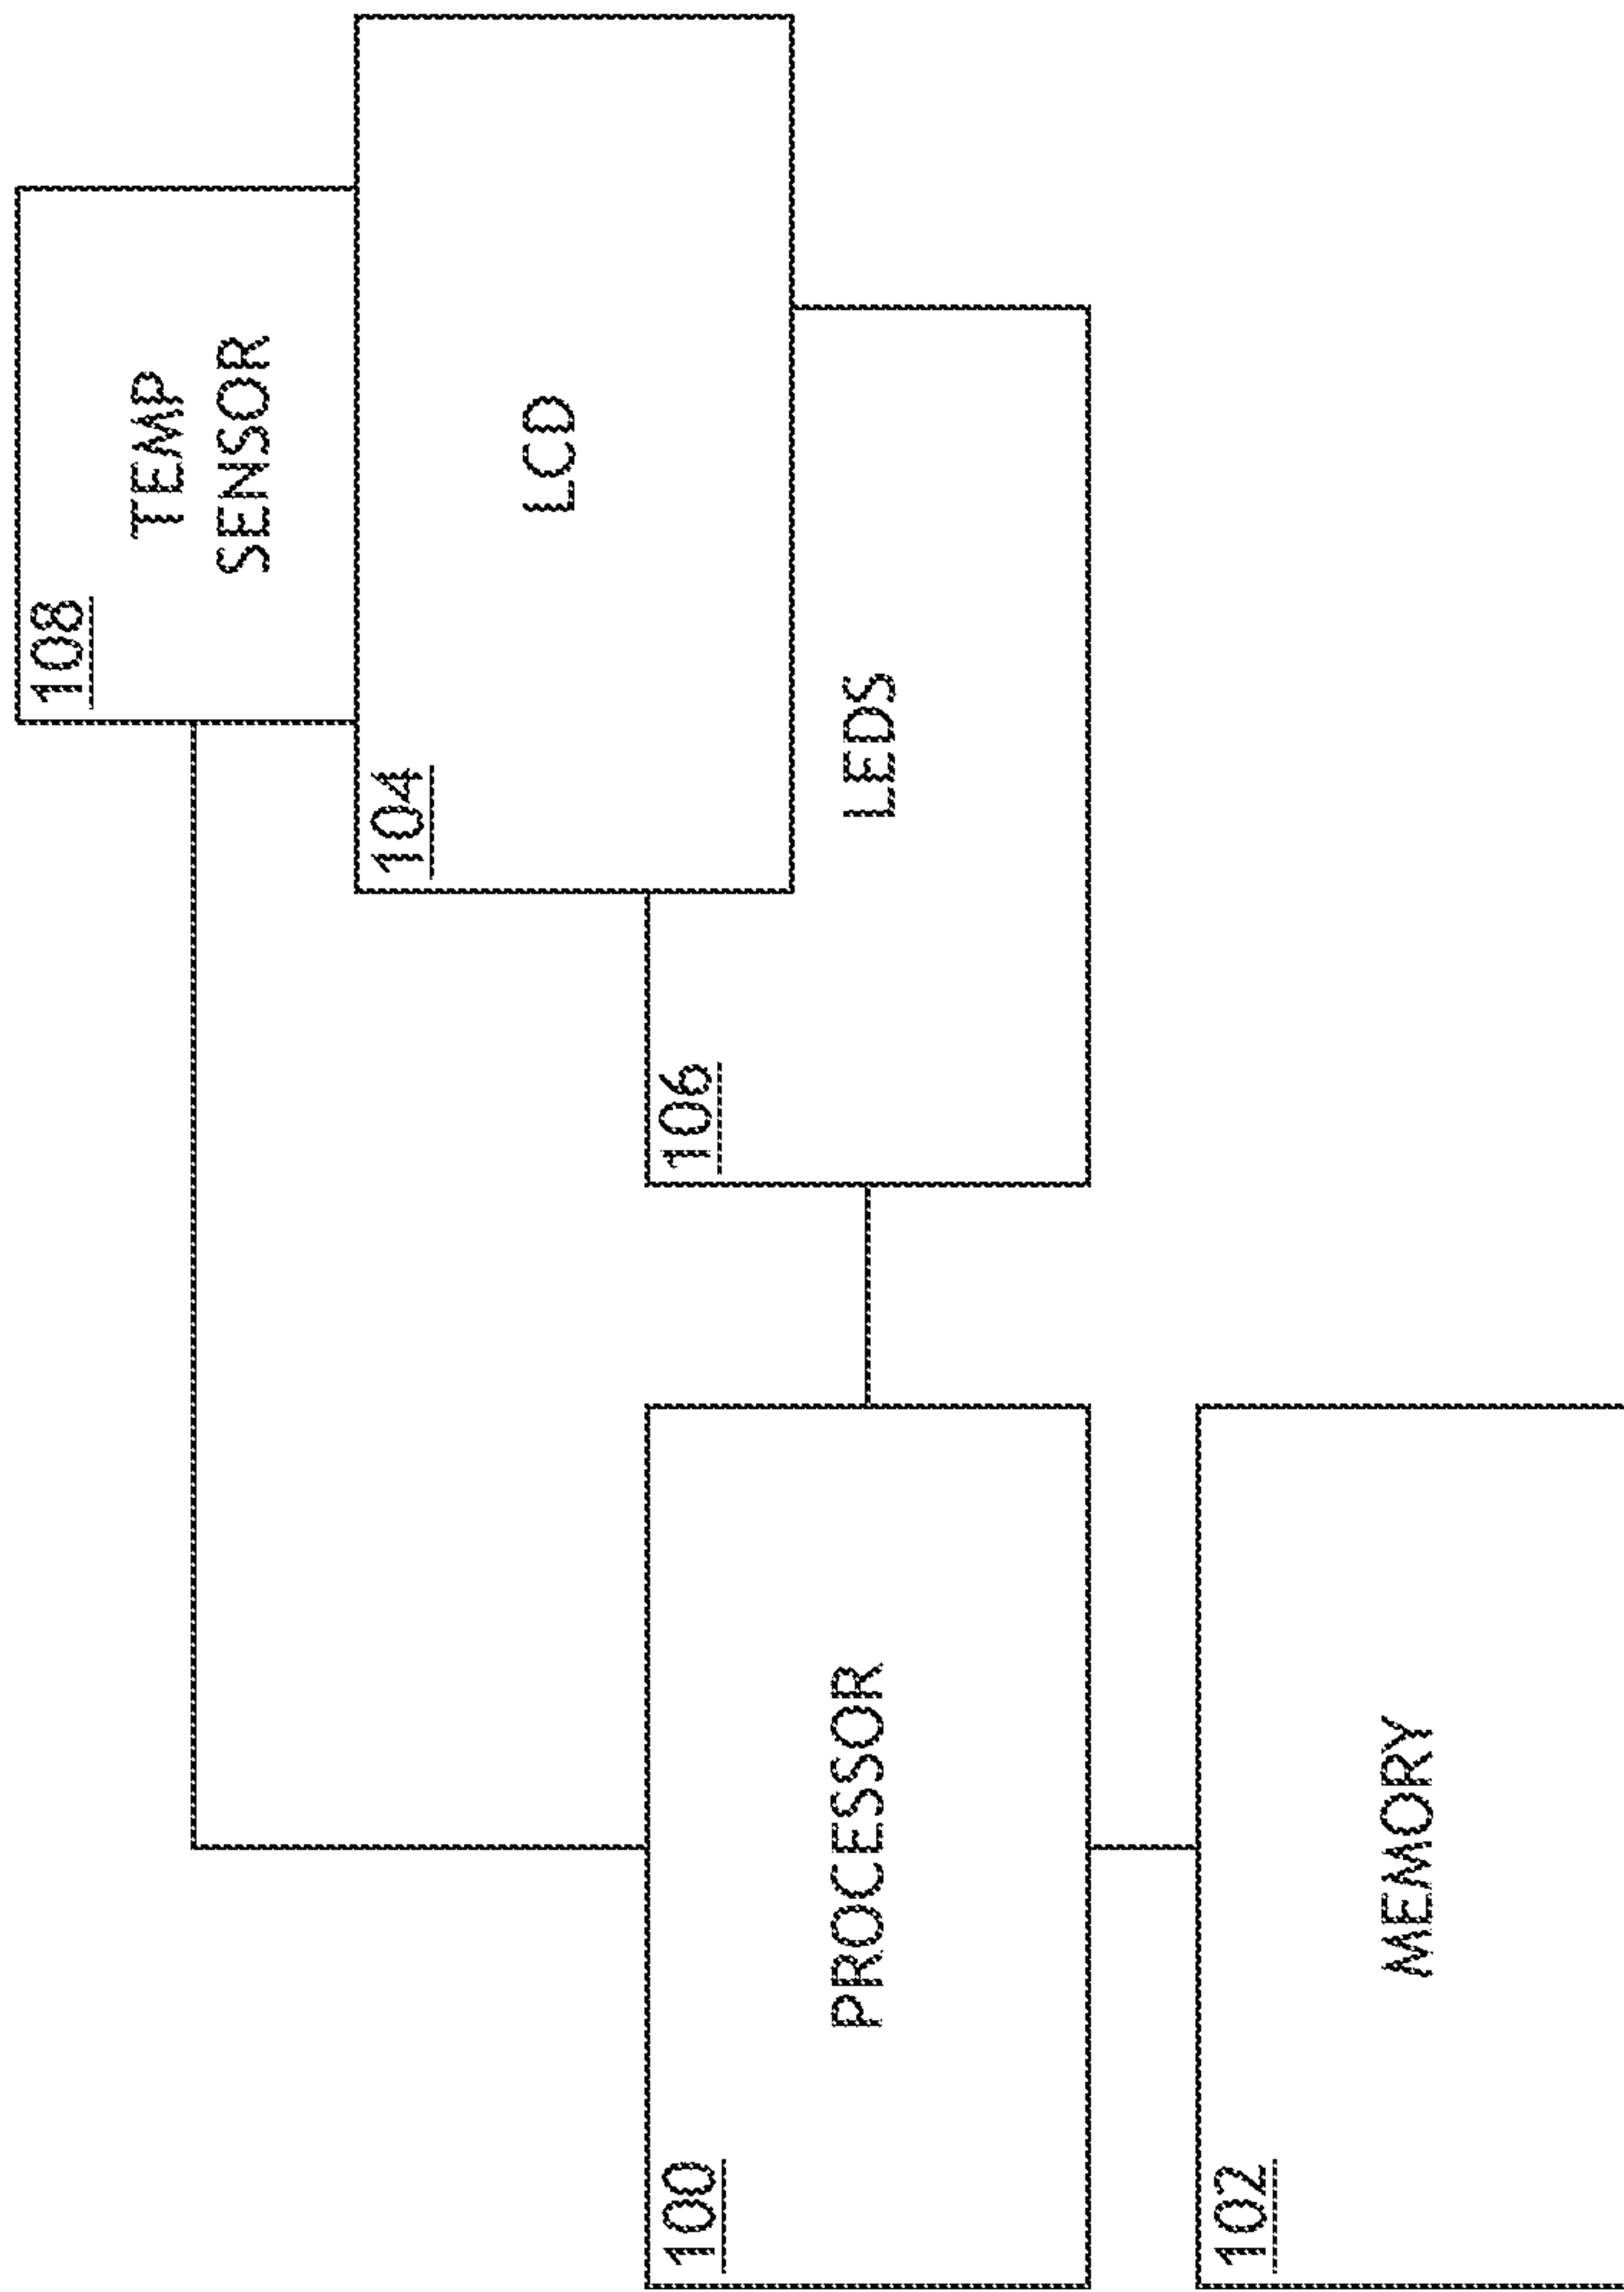 108
TEMP
SENSOR
104
LCD
106
LEDS
100
PROCESSOR
102
MEMORY